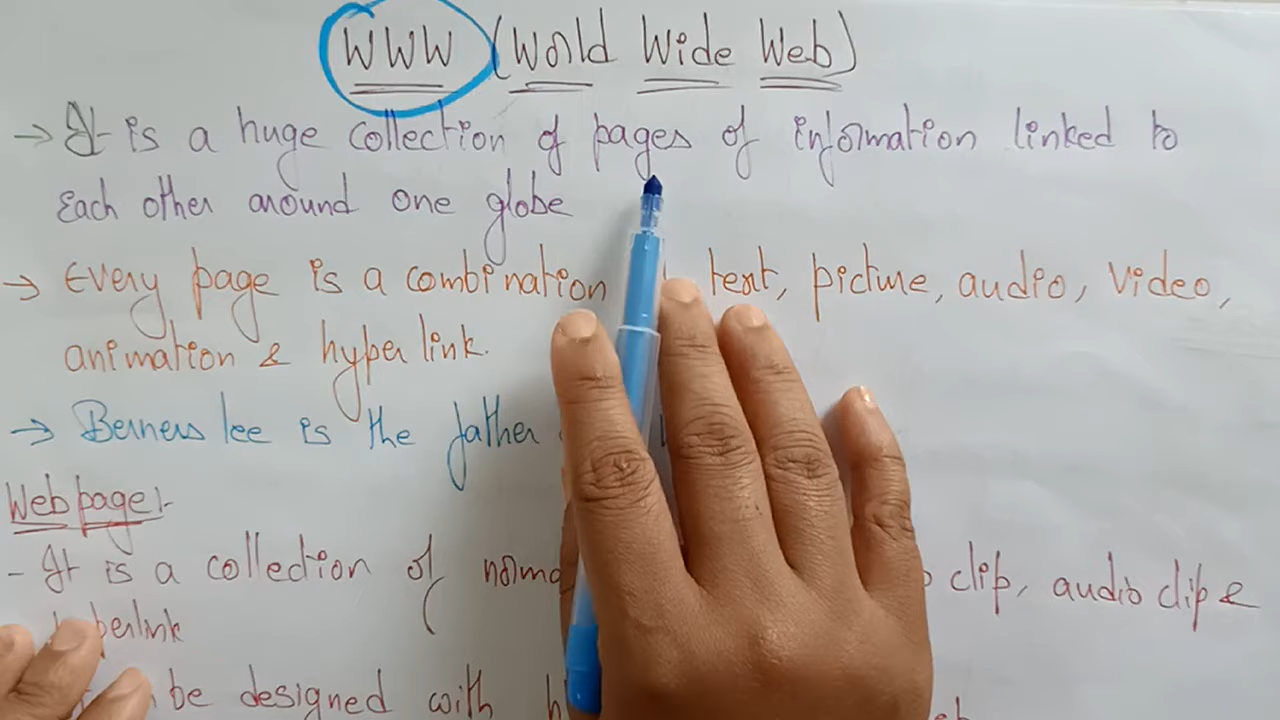 WWW (World Wide Web)
→ It is a huge collection of pages of information linked to
Each other around one globe
→ Every page is a combination text, picture, audio, video,
animation & hyper link.
→ Berners lee is the father
Web page:-
- It is a collection of clip, audio clip &
be designed with